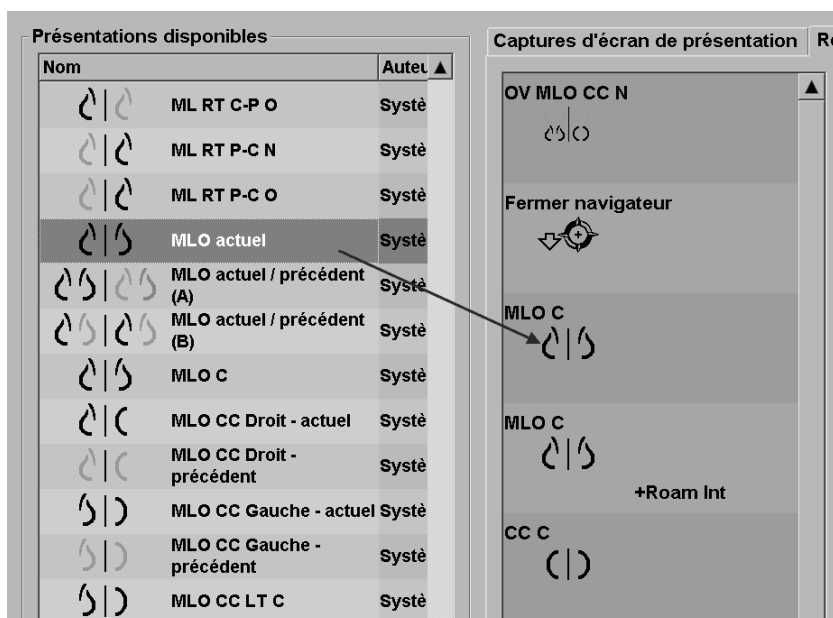 Présentations disponibles
Nom
Auteu
ML RT C-P O
Systè
ML RT P-C N
Systè
ML RT P-C O
Systè
MLO actuel
Systè
MLO actuel / précédent
(A)
Systè
MLO actuel / précédent
(B)
Systè
MLO C
Systè
MLO CC Droit - actuel
Systè
MLO CC Droit -
précédent
Systè
MLO CC Gauche - actuel
Systè
MLO CC Gauche -
précédent
Systè
MLO CC LT C
Systè
Captures d'écran de présentation
OV MLO CC N
Fermer navigateur
MLO C
MLO C
+Roam Int
CC C